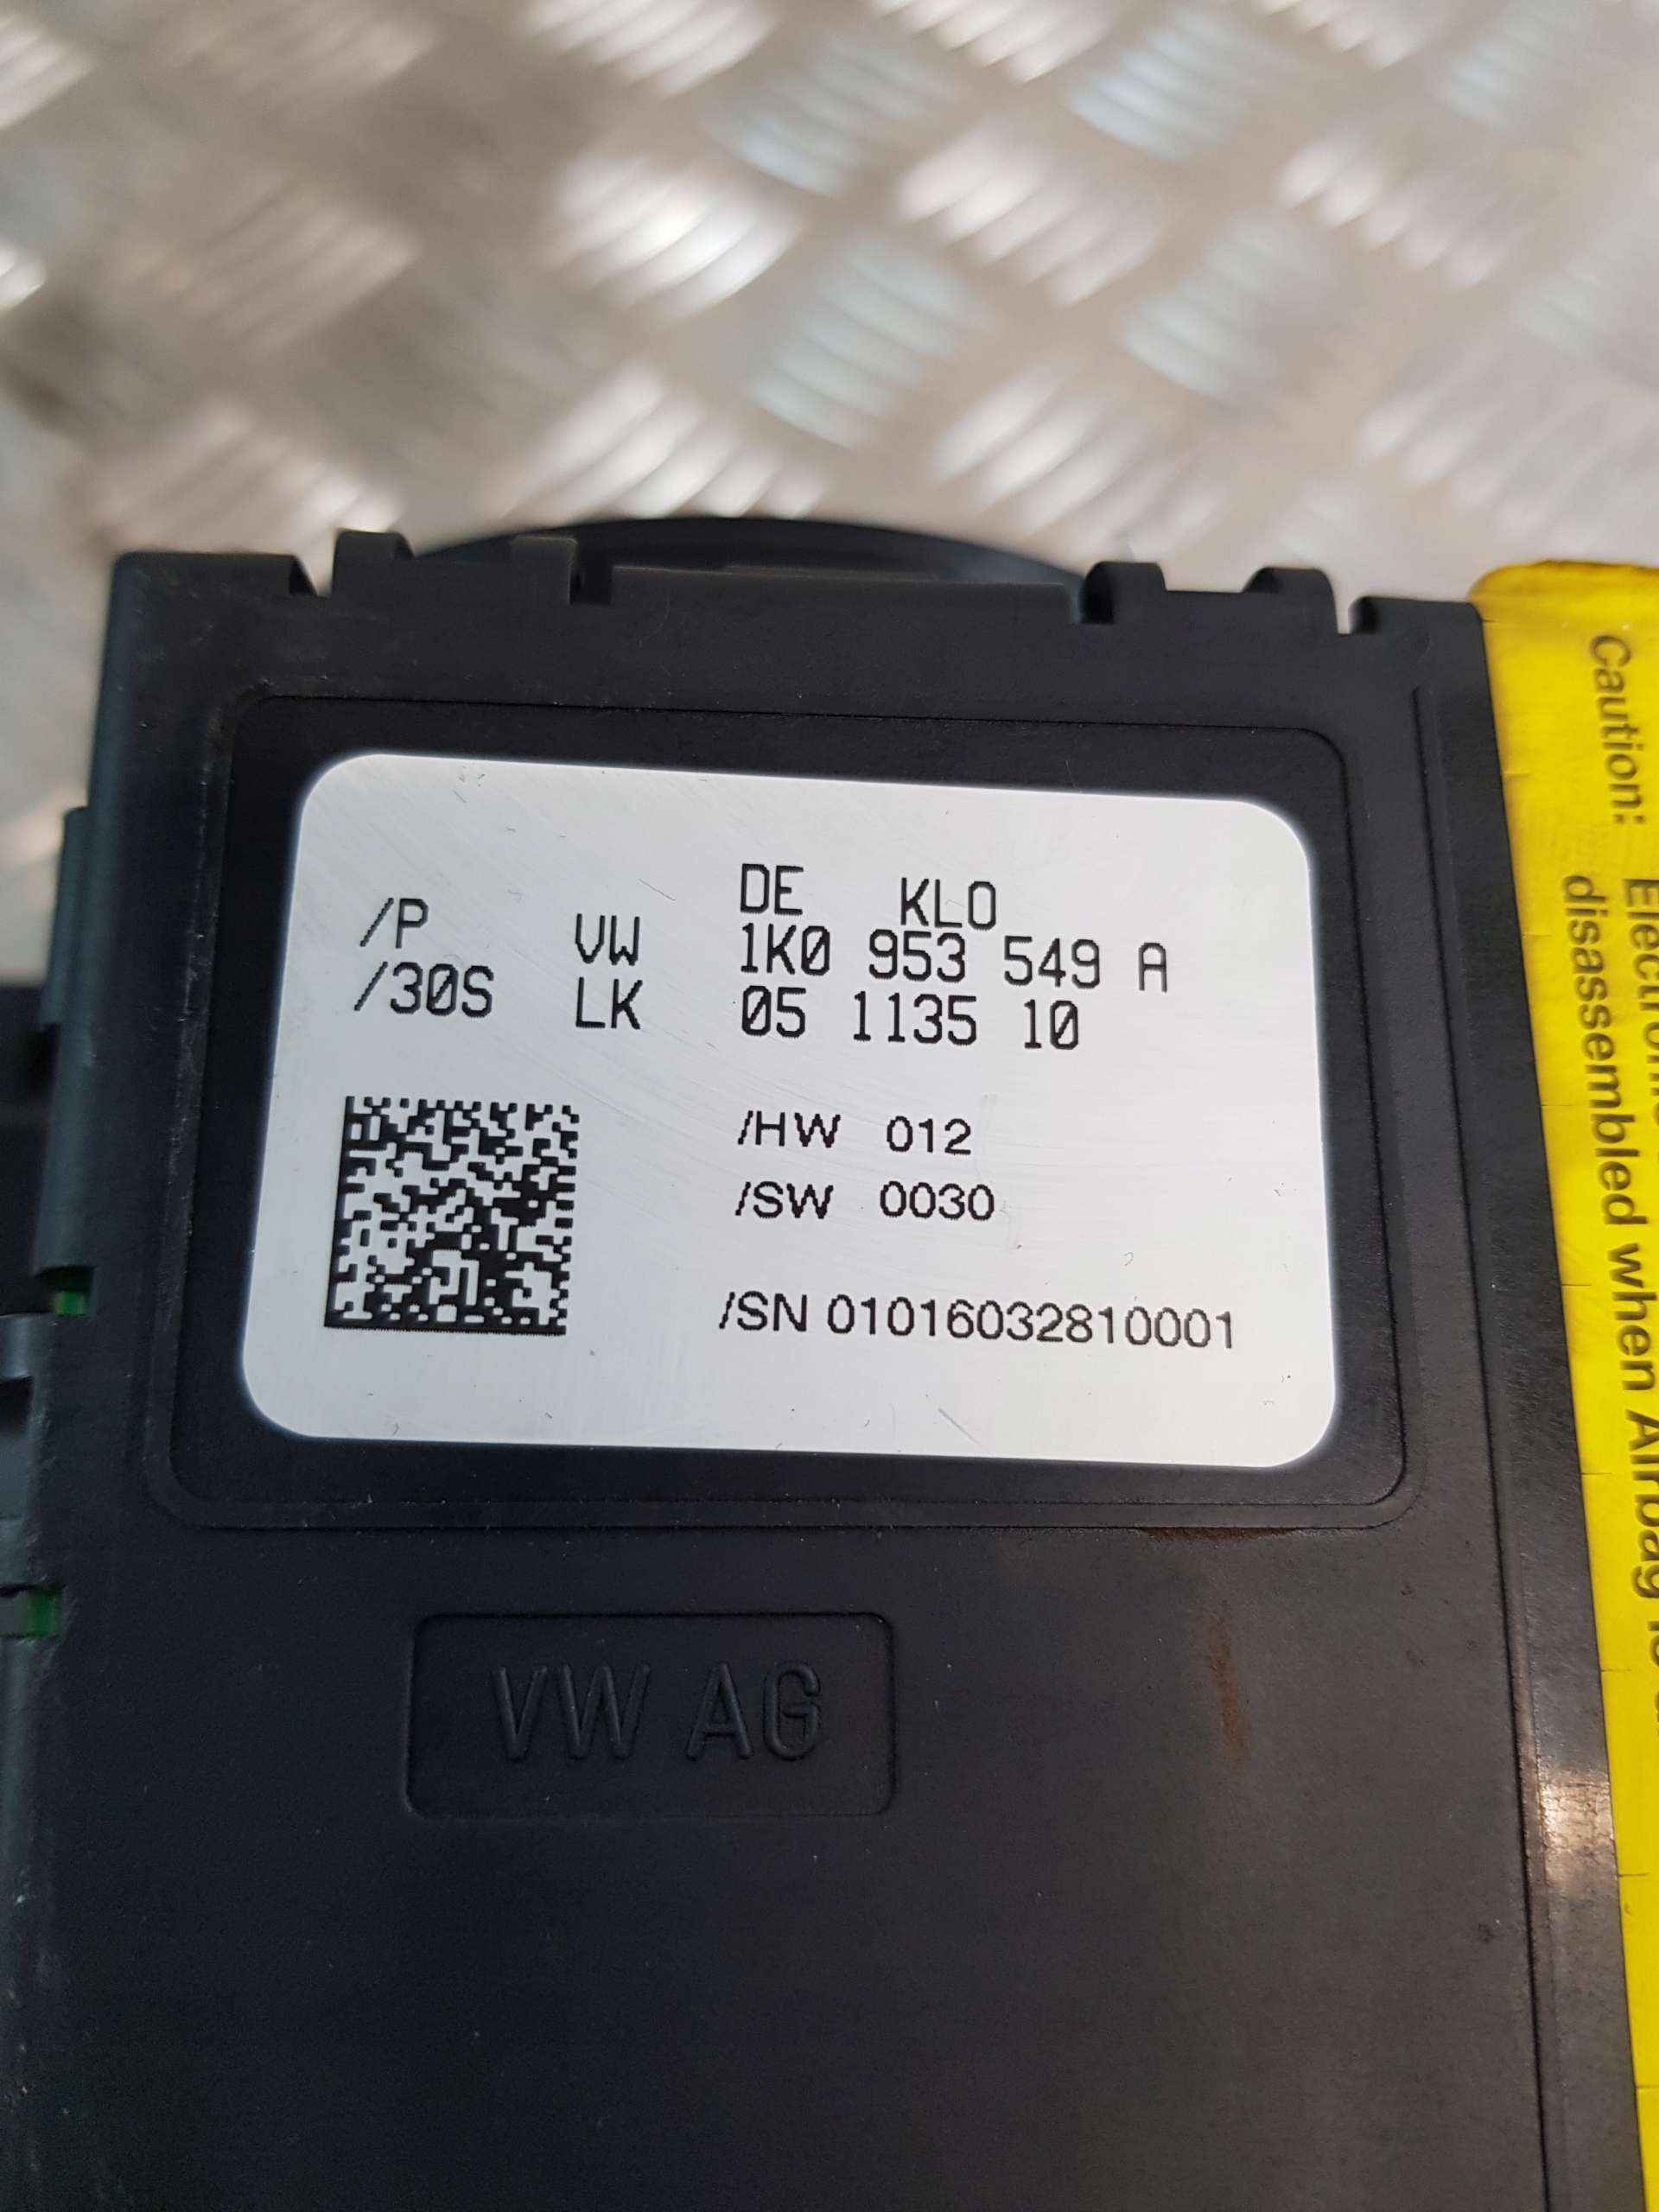 DE KLO
/P VW 1K0 953 549 A
/30S LK 05 1135 10
/HW 012
/SW 0030
/SN 01016032810001
VW AG
Caution:
disassembled when Airbag is